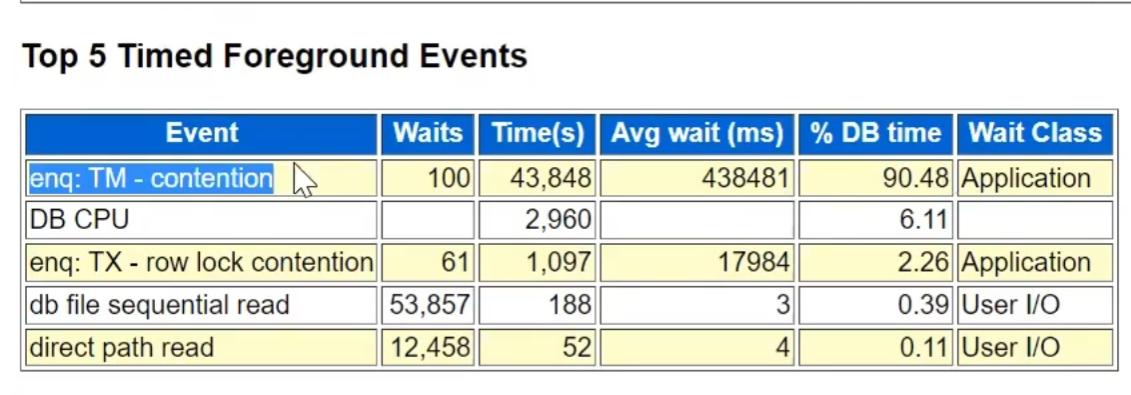 Top 5 Timed Foreground Events
Event Waits Time(s) Avg wait (ms) % DB time Wait Class
enq: TM - contention 100 43,848 438481 90.48 Application
DB CPU 2,960 6.11
enq: TX - row lock contention 61 1,097 17984 2.26 Application
db file sequential read 53,857 188 3 0.39 User I/O
direct path read 12,458 52 4 0.11 User I/O